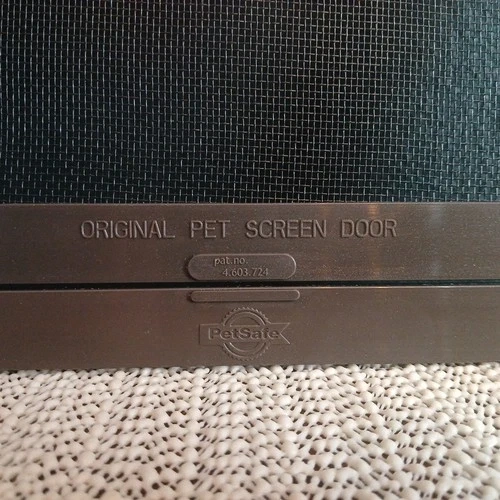 ORIGINAL PET SCREEN DOOR
pat.no.
4.603.724
PetSafe